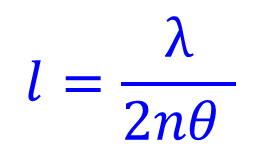 l = λ / 2nθ